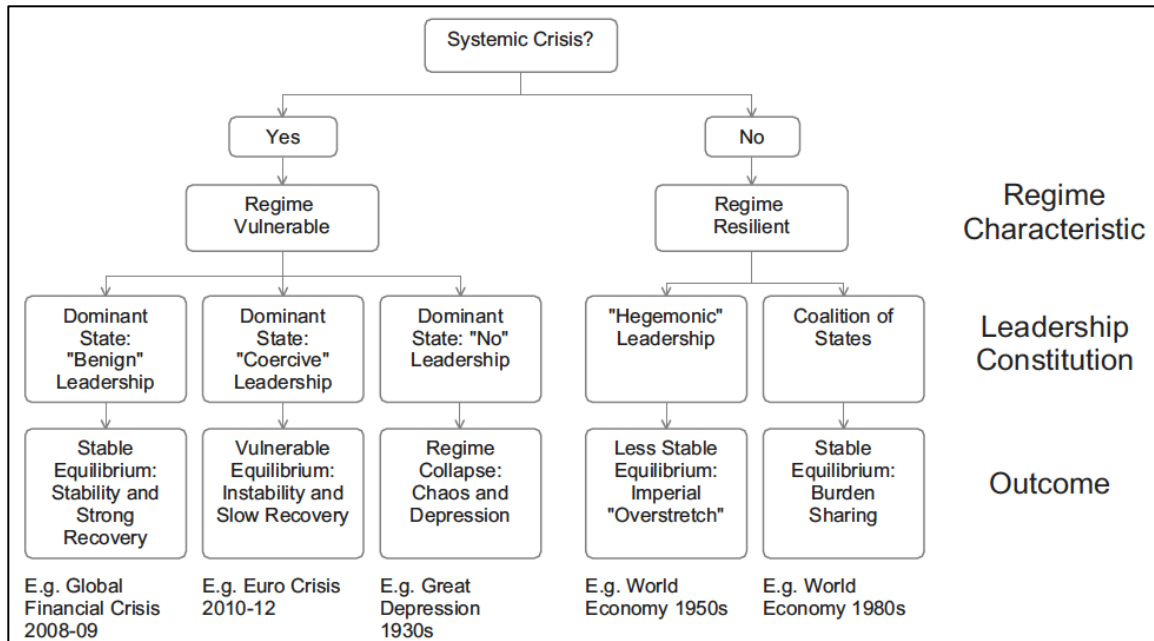 Systemic Crisis?
Yes
No
Regime
Vulnerable
Regime
Resilient
Regime
Characteristic
Dominant
State:
"Benign"
Leadership
Dominant
State:
"Coercive"
Leadership
Dominant
State: "No"
Leadership
"Hegemonic"
Leadership
Coalition of
States
Leadership
Constitution
Stable
Equilibrium:
Stability and
Strong
Recovery
Vulnerable
Equilibrium:
Instability and
Slow Recovery
Regime
Collapse:
Chaos and
Depression
Less Stable
Equilibrium:
Imperial
"Overstretch"
Stable
Equilibrium:
Burden
Sharing
Outcome
E.g. Global
Financial Crisis
2008-09
E.g. Euro Crisis
2010-12
E.g. Great
Depression
1930s
E.g. World
Economy 1950s
E.g. World
Economy 1980s